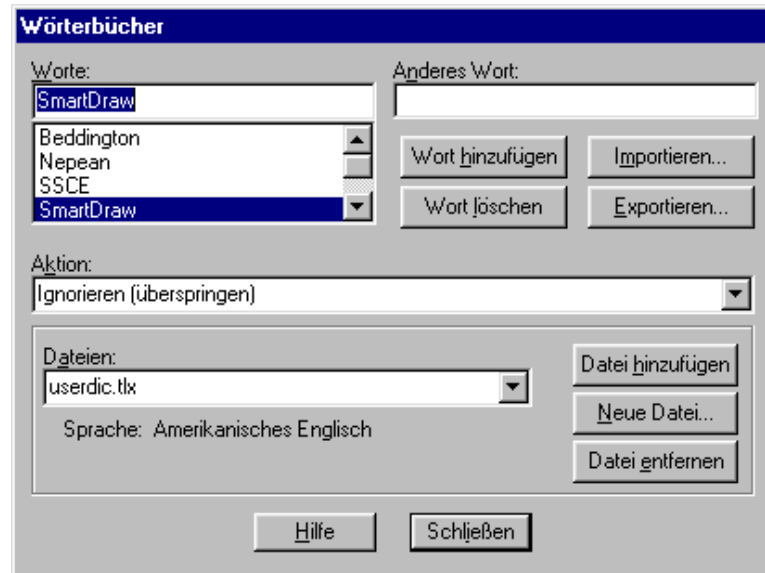 Wörterbücher
Worte:
Anderes Wort:
SmartDraw
Beddington
Nepean
SSCE
SmartDraw
Wort hinzufügen
Importieren...
Wort löschen
Exportieren...
Aktion:
Ignorieren (überspringen)
Dateien:
userdic.tlx
Sprache: Amerikanisches Englisch
Datei hinzufügen
Neue Datei...
Datei entfernen
Hilfe
Schließen